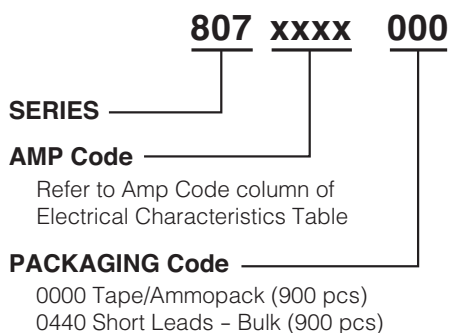 807 xxxx 000
SERIES
AMP Code
Refer to Amp Code column of
Electrical Characteristics Table
PACKAGING Code
0000 Tape/Ammopack (900 pcs)
0440 Short Leads – Bulk (900 pcs)